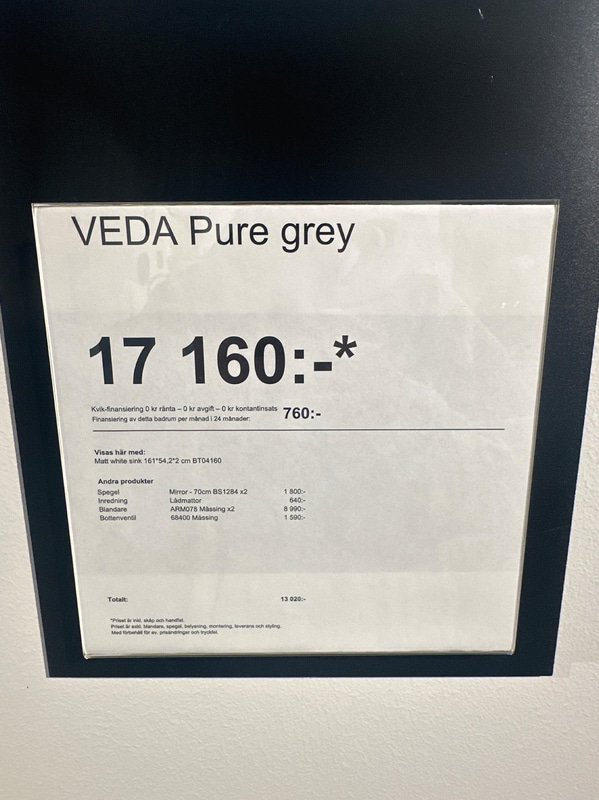 VEDA Pure grey
17 160:-*
Kvik-finansiering 0 kr ränta – 0 kr avgift – 0 kr kontantinsats 760:-
Finansiering av detta badrum per månad i 24 månader:
Visas här med:
Matt white sink 161*54,2*2 cm BT04160
Andra produkter
Spegel Mirror - 70cm BS1284 x2 1 800:-
Inredning Lådmattor 640:-
Blandare ARM078 Mässing x2 8 990:-
Bottenventil 68400 Mässing 1 590:-
Totalt: 13 020:-
*Priset är inkl. skåp och handfat.
Priset är exkl. blandare, spegel, belysning, montering, leverans och styling.
Med förbehåll för ev. prisändringar och tryckfel.